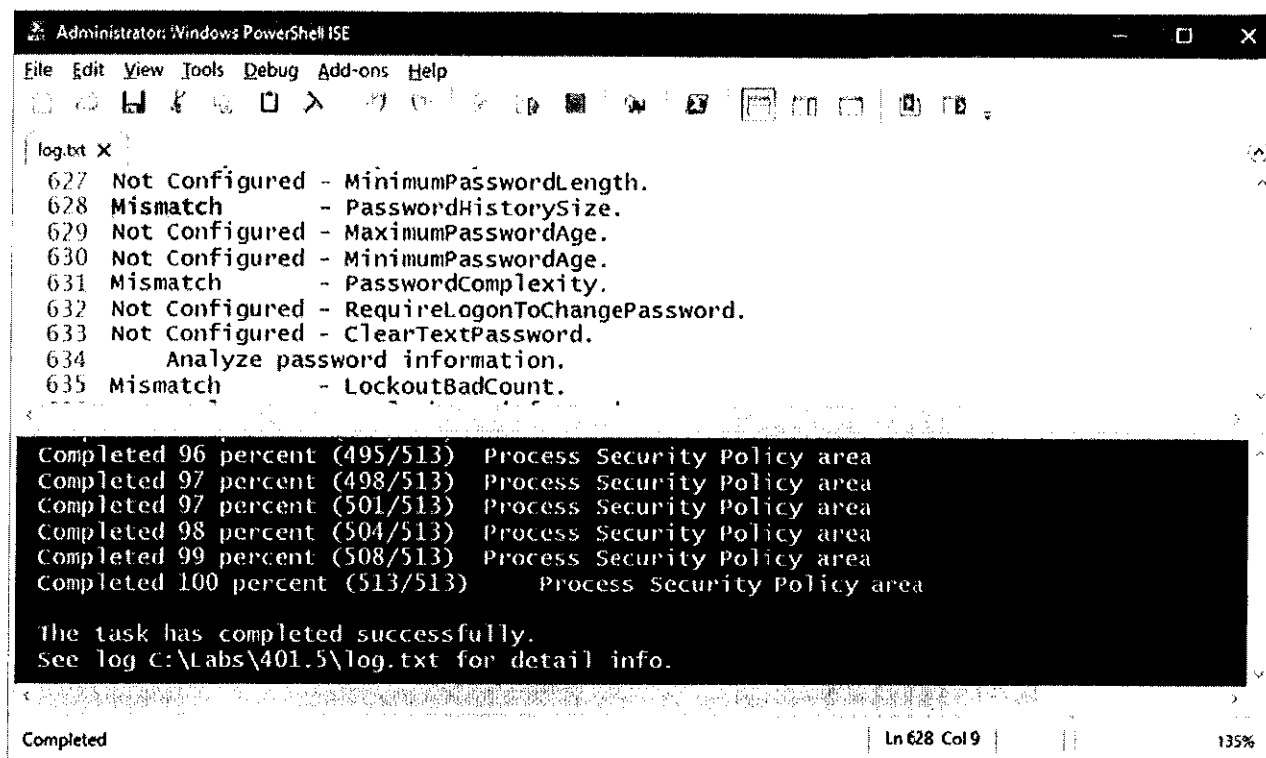 Administrator: Windows PowerShell ISE
File Edit View Tools Debug Add-ons Help
log.txt X
627 Not Configured - MinimumPasswordLength.
628 Mismatch - PasswordHistorySize.
629 Not Configured - MaximumPasswordAge.
630 Not Configured - MinimumPasswordAge.
631 Mismatch - PasswordComplexity.
632 Not Configured - RequireLogonToChangePassword.
633 Not Configured - ClearTextPassword.
634 Analyze password information.
635 Mismatch - LockoutBadCount.
Completed 96 percent (495/513) Process Security Policy area
Completed 97 percent (498/513) Process Security Policy area
Completed 97 percent (501/513) Process Security Policy area
Completed 98 percent (504/513) Process Security Policy area
Completed 99 percent (508/513) Process Security Policy area
Completed 100 percent (513/513) Process Security Policy area
The task has completed successfully.
See log C:\Labs\401.5\log.txt for detail info.
Completed Ln 628 Col 9 135%